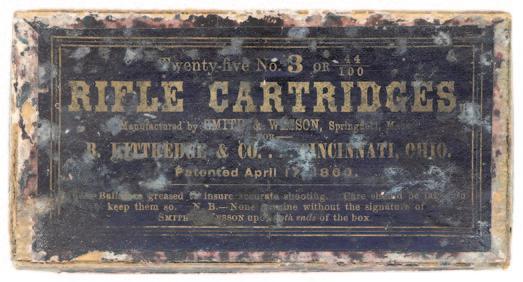 Twenty-five No. 3 OR 44/100
RIFLE CARTRIDGES
Manufactured by SMITH & WESSON, Springfield, Mass.
FOR
B. KITTREDGE & CO. . . CINCINNATI, OHIO.
Patented April 17, 1860.
Balls are greased to insure accurate shooting. Care should be taken to
keep them so. N. B.—None genuine without the signature of
SMITH & WESSON upon both ends of the box.